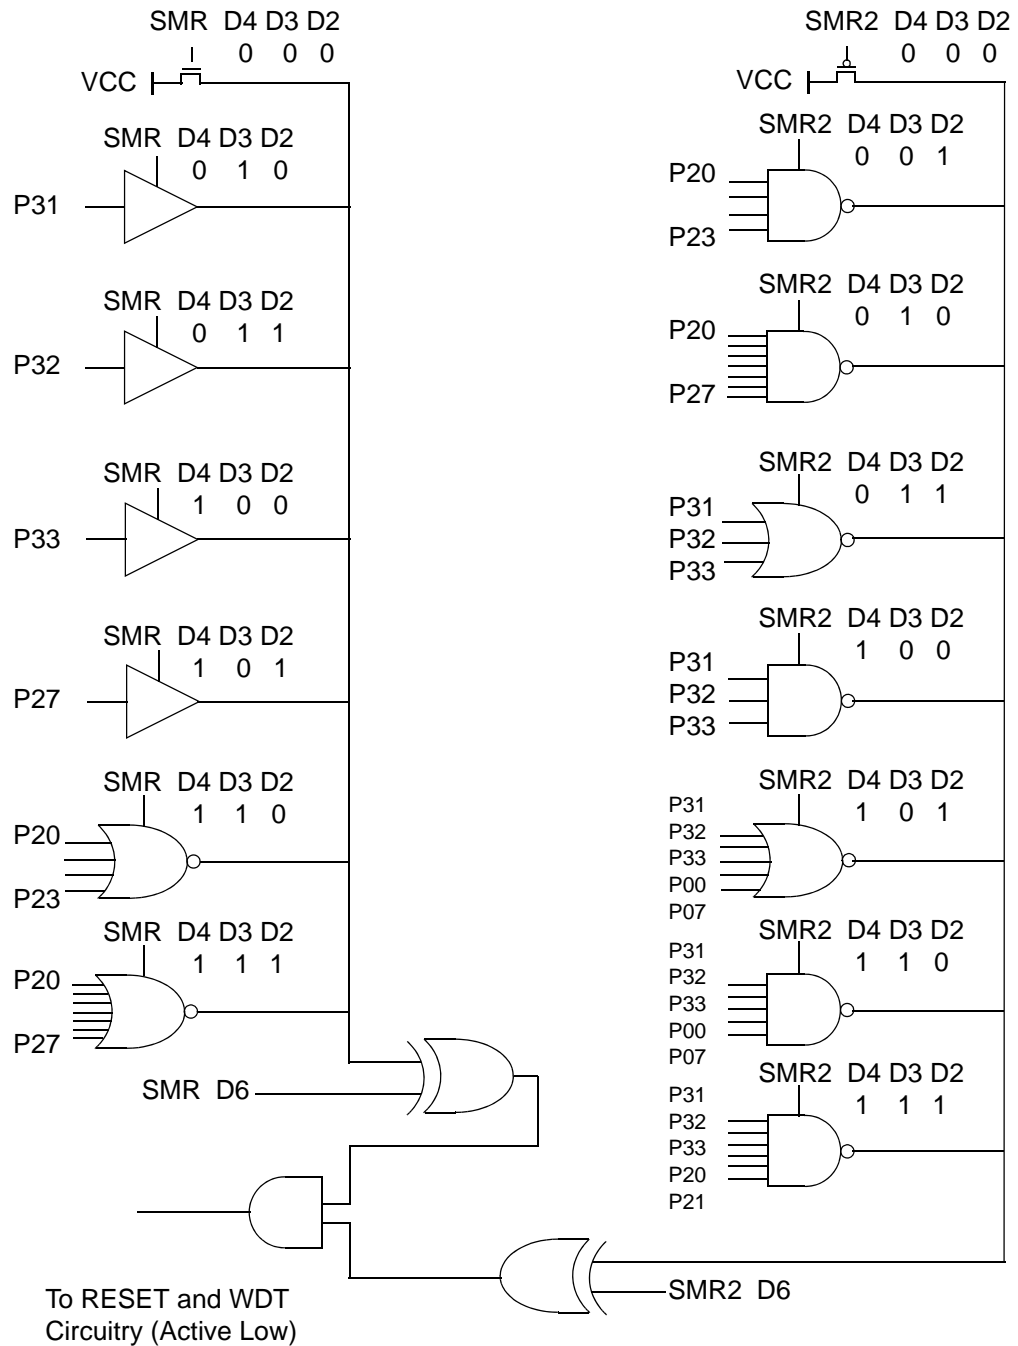 SMR D4 D3 D2
0 0 0
VCC
SMR D4 D3 D2
0 1 0
P31
SMR D4 D3 D2
0 1 1
P32
SMR D4 D3 D2
1 0 0
P33
SMR D4 D3 D2
1 0 1
P27
SMR D4 D3 D2
1 1 0
P20
P23
SMR D4 D3 D2
1 1 1
P20
P27
SMR D6
To RESET and WDT
Circuitry (Active Low)
SMR2 D4 D3 D2
0 0 0
VCC
SMR2 D4 D3 D2
0 0 1
P20
P23
SMR2 D4 D3 D2
0 1 0
P20
P27
SMR2 D4 D3 D2
0 1 1
P31
P32
P33
SMR2 D4 D3 D2
1 0 0
P31
P32
P33
SMR2 D4 D3 D2
1 0 1
P31
P32
P33
P00
P07
SMR2 D4 D3 D2
1 1 0
P31
P32
P33
P00
P07
SMR2 D4 D3 D2
1 1 1
P31
P32
P33
P20
P21
SMR2 D6